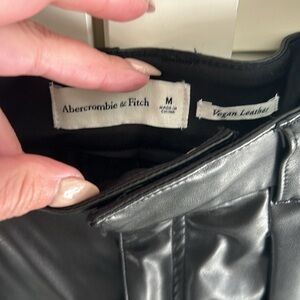 Abercrombie & Fitch
M
MADE IN
CHINA
Vegan Leather